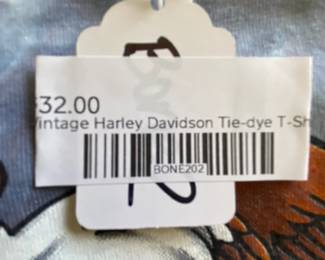 $32.00
Vintage Harley Davidson Tie-dye T-Sh
BONE202